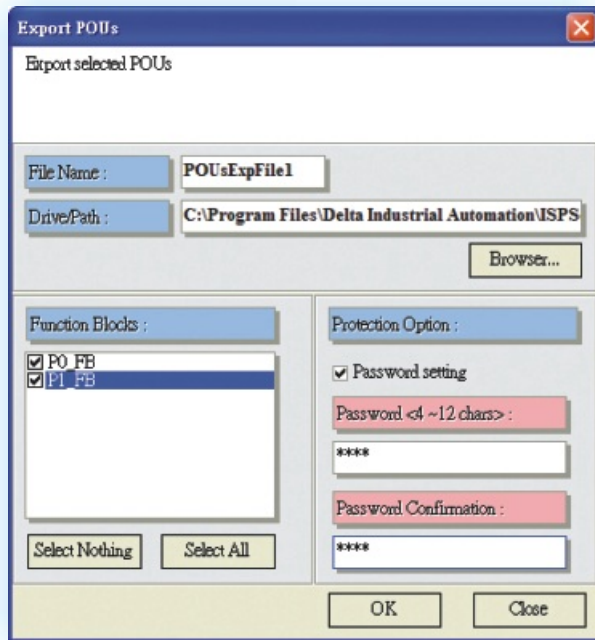 Export POUs
Export selected POUs
File Name :
POUsExpFile1
Drive/Path :
C:\Program Files\Delta Industrial Automation\ISPS
Browser...
Function Blocks :
P0_FB
P1_FB
Select Nothing
Select All
Protection Option :
Password setting
Password <4 ~12 chars> :
****
Password Confirmation :
****
OK
Close